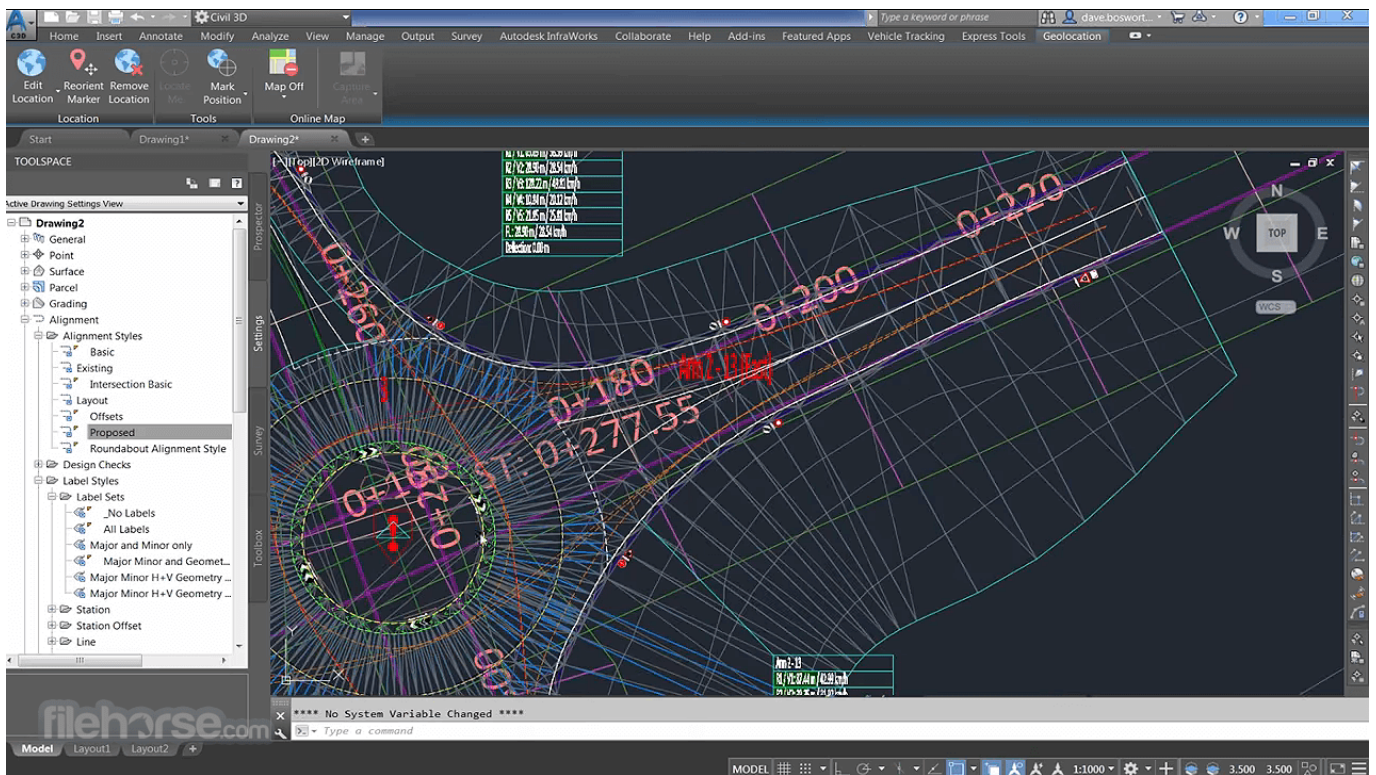 Civil 3D
Type a keyword or phrase
dave.boswort...
C3D
Home Insert Annotate Modify Analyze View Manage Output Survey Autodesk InfraWorks Collaborate Help Add-ins Featured Apps Vehicle Tracking Express Tools Geolocation
Edit Location
Reorient Marker
Remove Location
Locate Me
Mark Position
Map Off
Capture Area
Location
Tools
Online Map
Start
Drawing1*
Drawing2*
TOOLSPACE
Active Drawing Settings View
Drawing2
General
Point
Surface
Parcel
Grading
Alignment
Alignment Styles
Basic
Existing
Intersection Basic
Layout
Offsets
Proposed
Roundabout Alignment Style
Design Checks
Label Styles
Label Sets
_No Labels
All Labels
Major and Minor only
Major Minor and Geomet...
Major Minor H+V Geometry ...
Major Minor H+V Geometry ...
Station
Station Offset
Line
Prospector
Settings
Survey
Toolbox
[-][Top][2D Wireframe]
Deflection: 0.00 m
0+260
0+220
0+200
0+180
ST: 0+277.55
0+160
Arm 2 - 13
N
W
TOP
E
S
WCS
**** No System Variable Changed ****
Type a command
filehorse.com
Model
Layout1
Layout2
MODEL
1:1000
3.500
3.500